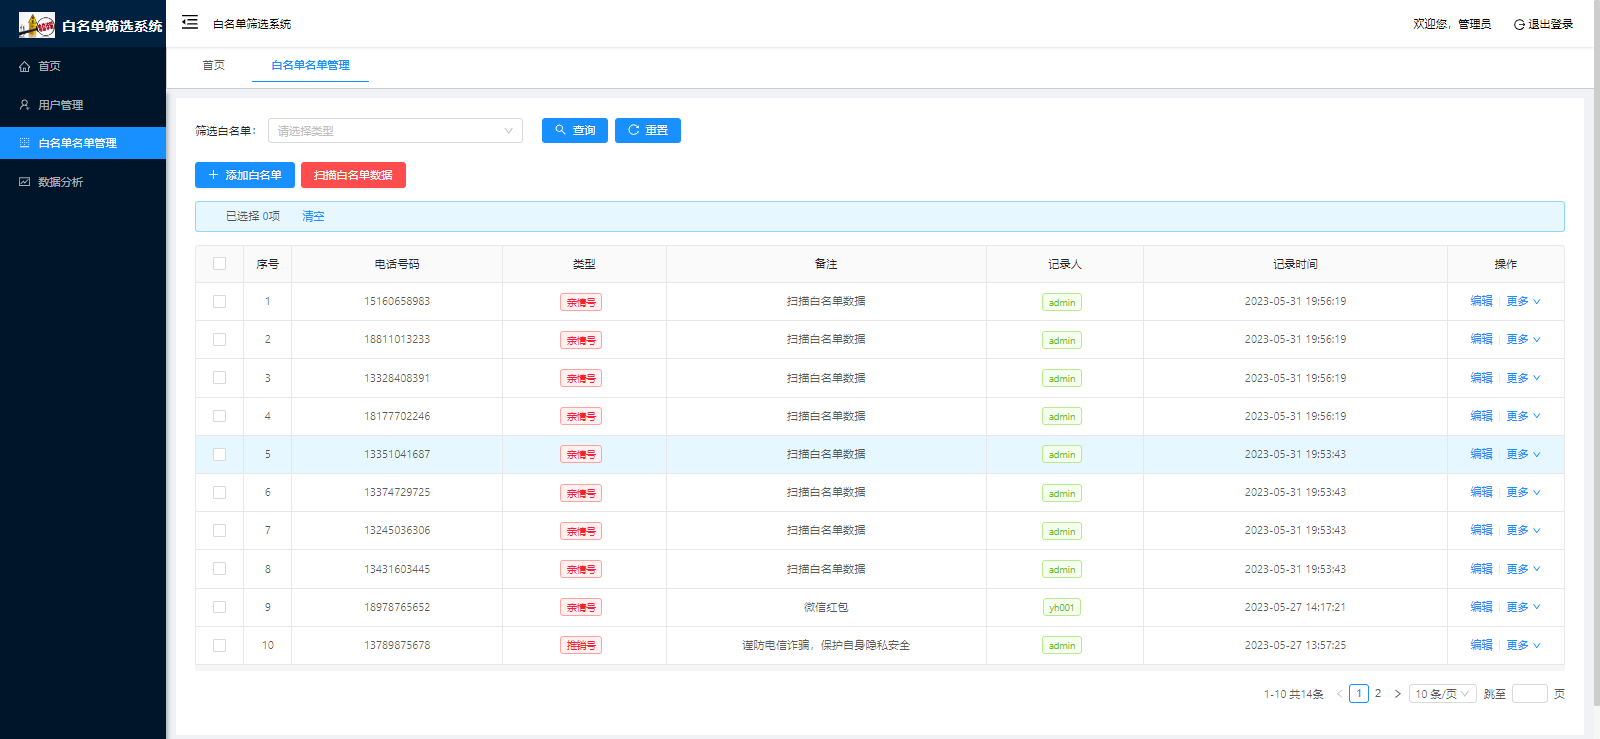 白名单筛选系统
白名单筛选系统
欢迎您，管理员
退出登录
首页
用户管理
白名单名单管理
数据分析
首页
白名单名单管理
筛选白名单：
请选择类型
查询
重置
添加白名单
扫描白名单数据
已选择 0项
清空
序号 电话号码 类型 备注 记录人 记录时间 操作
1 15160658983 亲情号 扫描白名单数据 admin 2023-05-31 19:56:19 编辑 更多
2 18811013233 亲情号 扫描白名单数据 admin 2023-05-31 19:56:19 编辑 更多
3 13328408391 亲情号 扫描白名单数据 admin 2023-05-31 19:56:19 编辑 更多
4 18177702246 亲情号 扫描白名单数据 admin 2023-05-31 19:56:19 编辑 更多
5 13351041687 亲情号 扫描白名单数据 admin 2023-05-31 19:53:43 编辑 更多
6 13374729725 亲情号 扫描白名单数据 admin 2023-05-31 19:53:43 编辑 更多
7 13245036306 亲情号 扫描白名单数据 admin 2023-05-31 19:53:43 编辑 更多
8 13431603445 亲情号 扫描白名单数据 admin 2023-05-31 19:53:43 编辑 更多
9 18978765652 亲情号 微信红包 yh001 2023-05-27 14:17:21 编辑 更多
10 13789875678 推销号 谨防电信诈骗，保护自身隐私安全 admin 2023-05-27 13:57:25 编辑 更多
1-10 共14条 < 1 2 > 10 条/页 跳至 页